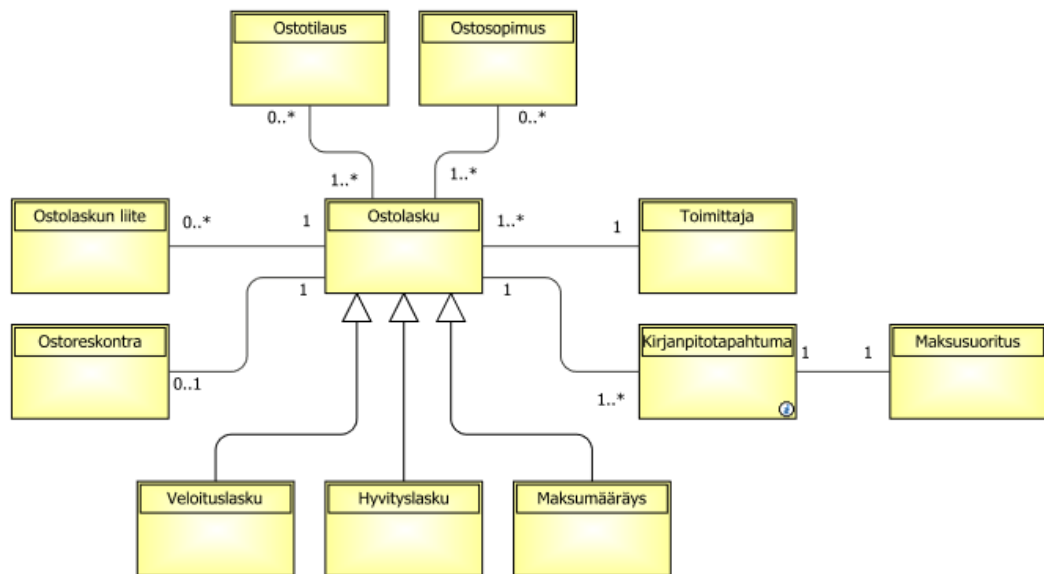 Ostotilaus
Ostosopimus
0..*
0..*
1..*
1..*
Ostolaskun liite
0..*
1
Ostolasku
1..*
1
Toimittaja
1
1
Ostoreskontra
0..1
Kirjanpitotapahtuma
1
1
Maksusuoritus
1..*
i
Veloituslasku
Hyvityslasku
Maksumääräys